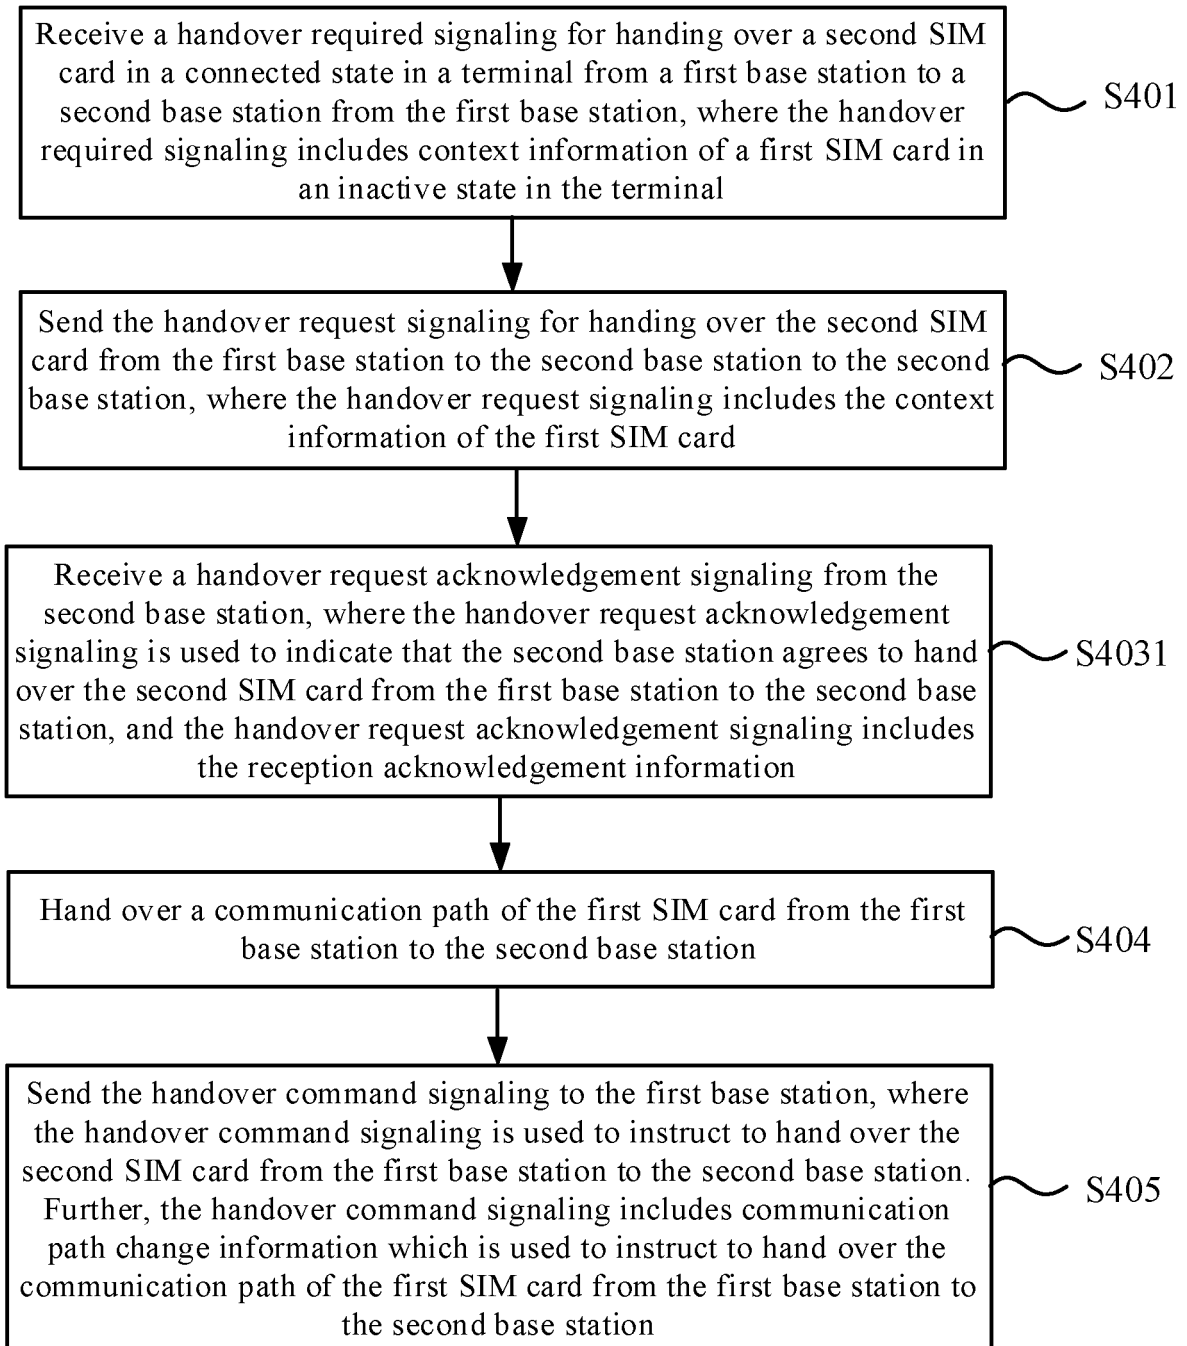 Receive a handover required signaling for handing over a second SIM
card in a connected state in a terminal from a first base station to a
second base station from the first base station, where the handover
required signaling includes context information of a first SIM card in
an inactive state in the terminal
S401
Send the handover request signaling for handing over the second SIM
card from the first base station to the second base station to the second
base station, where the handover request signaling includes the context
information of the first SIM card
S402
Receive a handover request acknowledgement signaling from the
second base station, where the handover request acknowledgement
signaling is used to indicate that the second base station agrees to hand
over the second SIM card from the first base station to the second base
station, and the handover request acknowledgement signaling includes
the reception acknowledgement information
S4031
Hand over a communication path of the first SIM card from the first
base station to the second base station
S404
Send the handover command signaling to the first base station, where
the handover command signaling is used to instruct to hand over the
second SIM card from the first base station to the second base station.
Further, the handover command signaling includes communication
path change information which is used to instruct to hand over the
communication path of the first SIM card from the first base station to
the second base station
S405